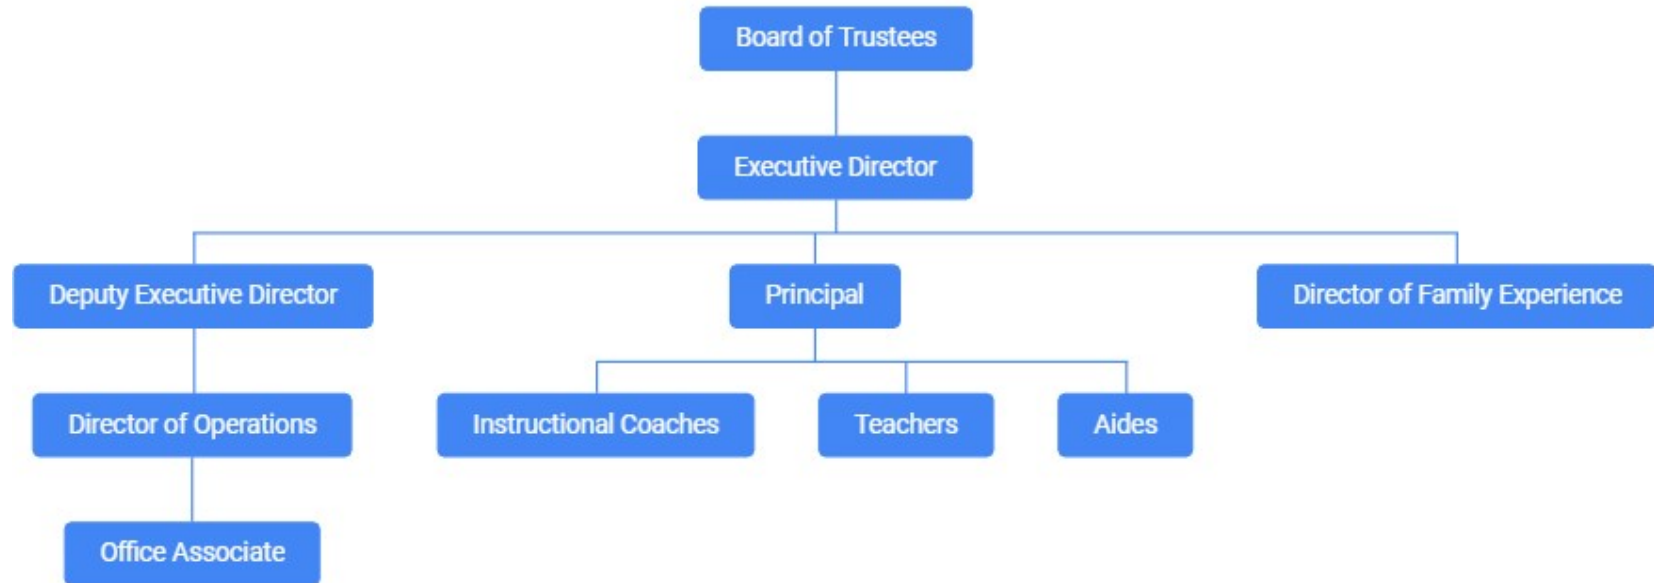 Board of Trustees
Executive Director
Deputy Executive Director
Principal
Director of Family Experience
Director of Operations
Instructional Coaches
Teachers
Aides
Office Associate